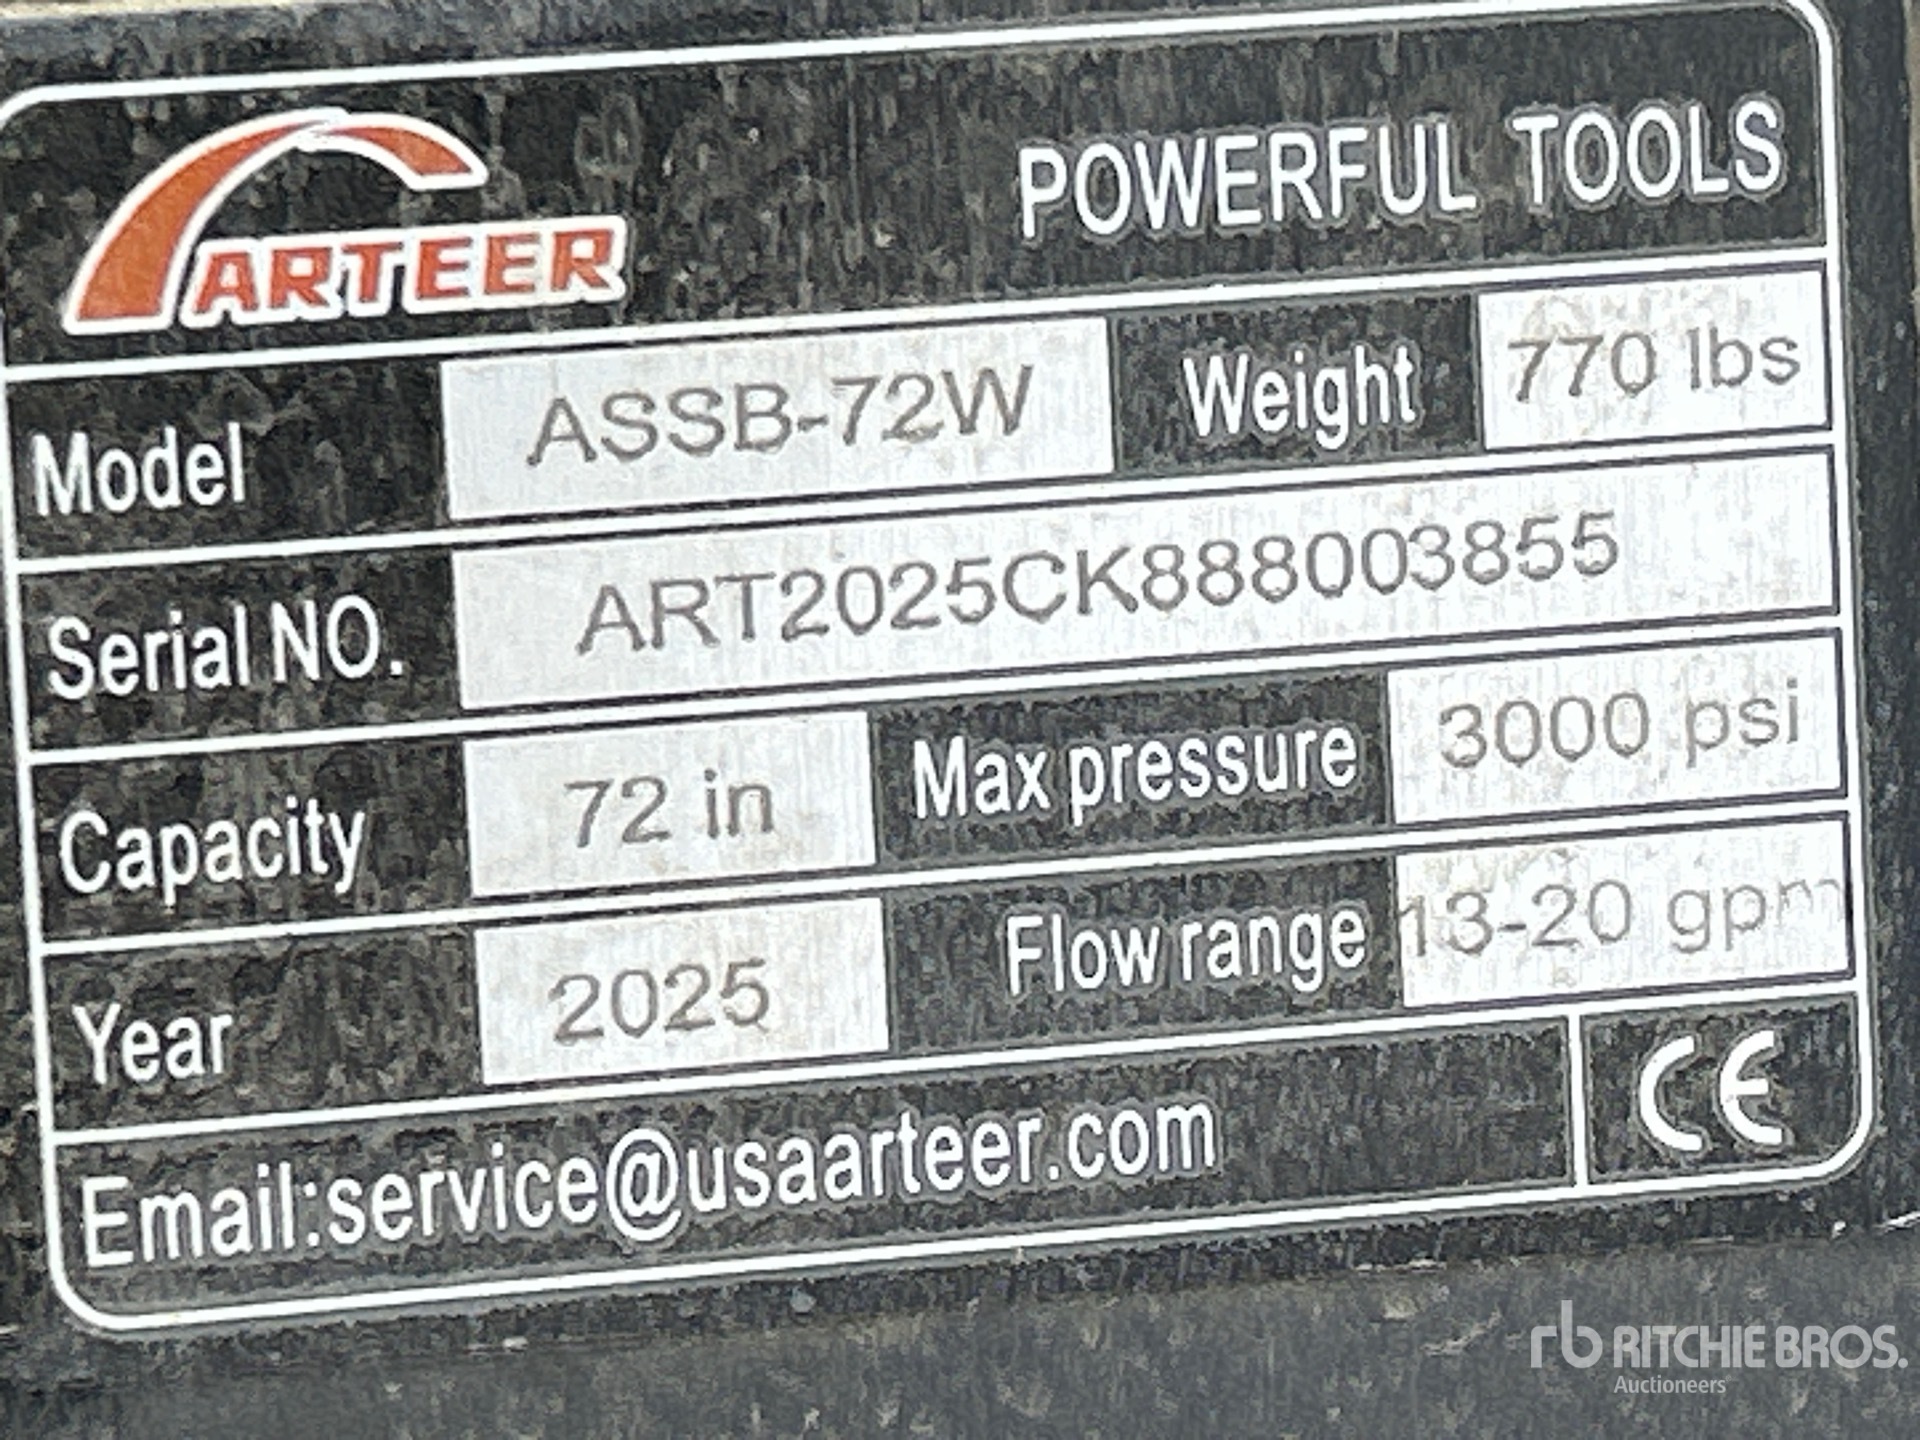 ARTEER
POWERFUL TOOLS
Model ASSB-72W Weight 770 lbs
Serial NO. ART2025CK888003855
Capacity 72 in Max pressure 3000 psi
Year 2025 Flow range 13-20 gpm
Email:service@usaarteer.com CE
rb RITCHIE BROS.
Auctioneers